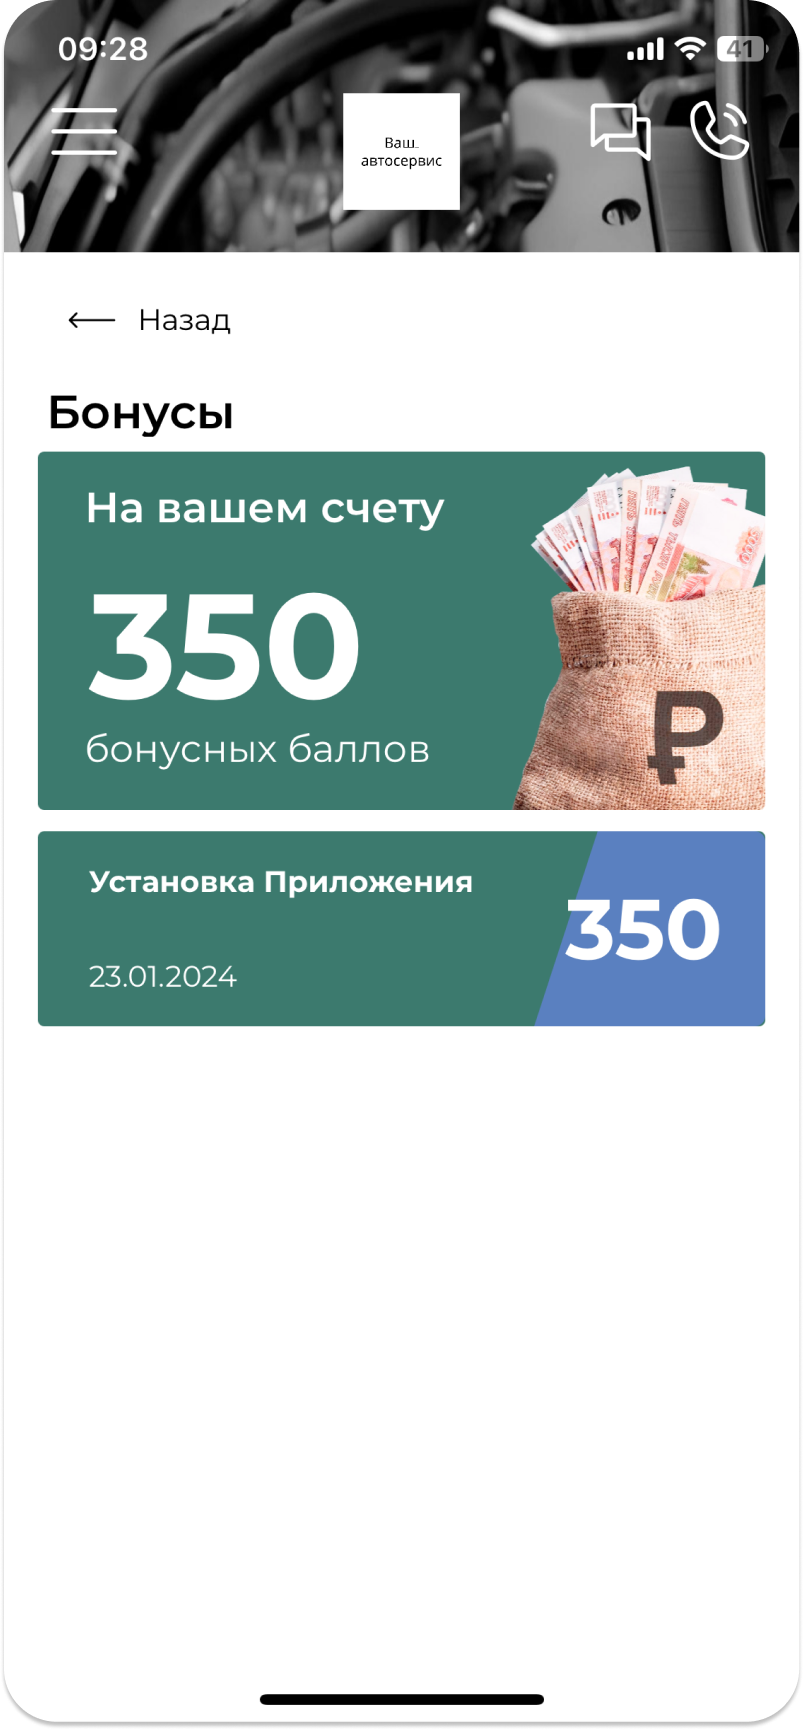 09:28
41
Ваш
автосервис
Назад
Бонусы
На вашем счету
350
бонусных баллов
₽
Установка Приложения
350
23.01.2024